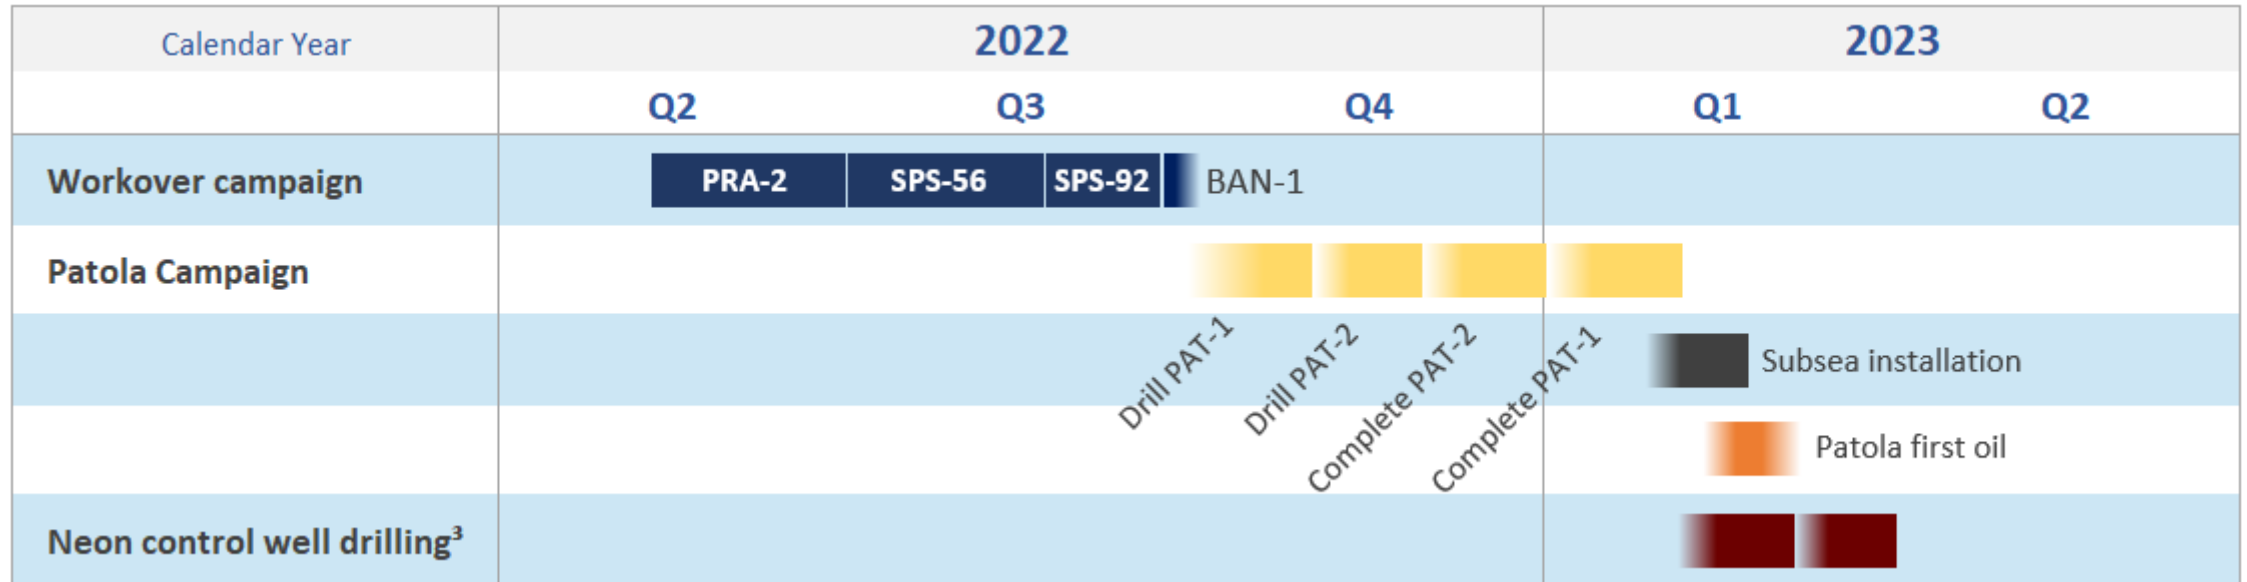 Calendar Year 2022 2023
Q2 Q3 Q4 Q1 Q2
Workover campaign PRA-2 SPS-56 SPS-92 BAN-1
Patola Campaign
Drill PAT-1
Drill PAT-2
Complete PAT-2
Complete PAT-1
Subsea installation
Patola first oil
Neon control well drilling³